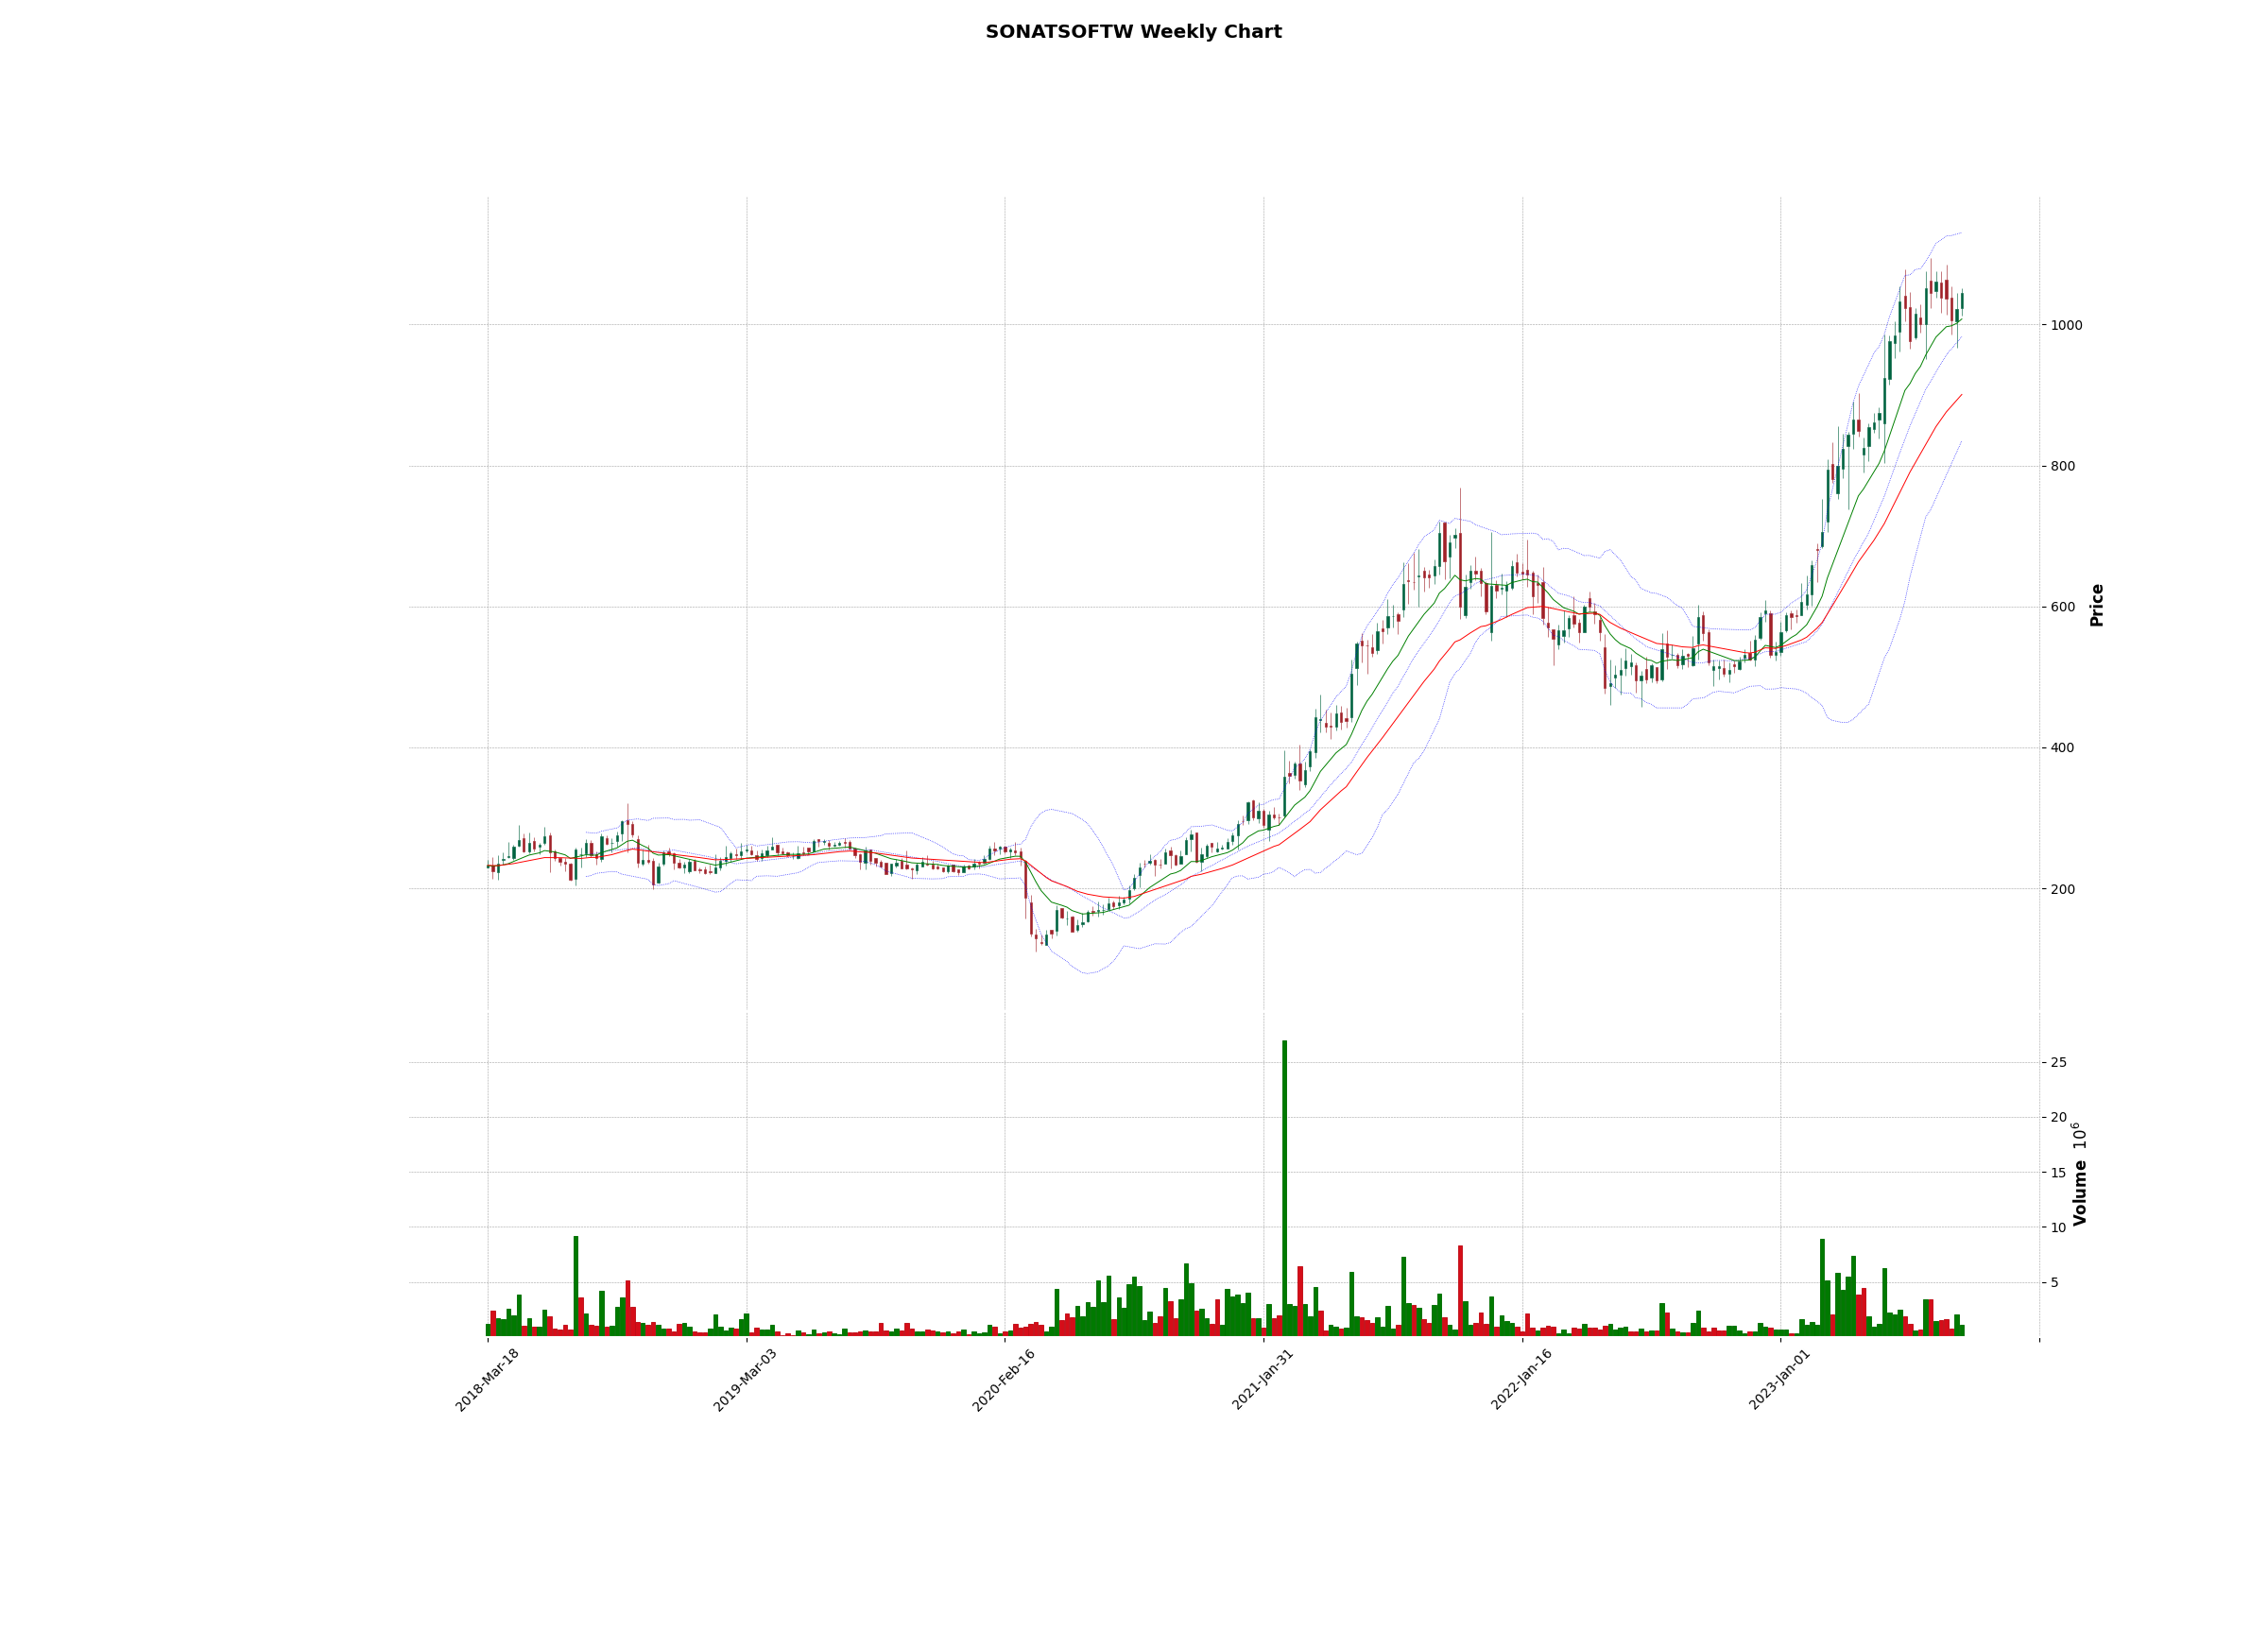 SONATSOFTW Weekly Chart
1000
800
600
400
200
Price
25
20
15
10
5
Volume 10^6
2018-Mar-18
2019-Mar-03
2020-Feb-16
2021-Jan-31
2022-Jan-16
2023-Jan-01